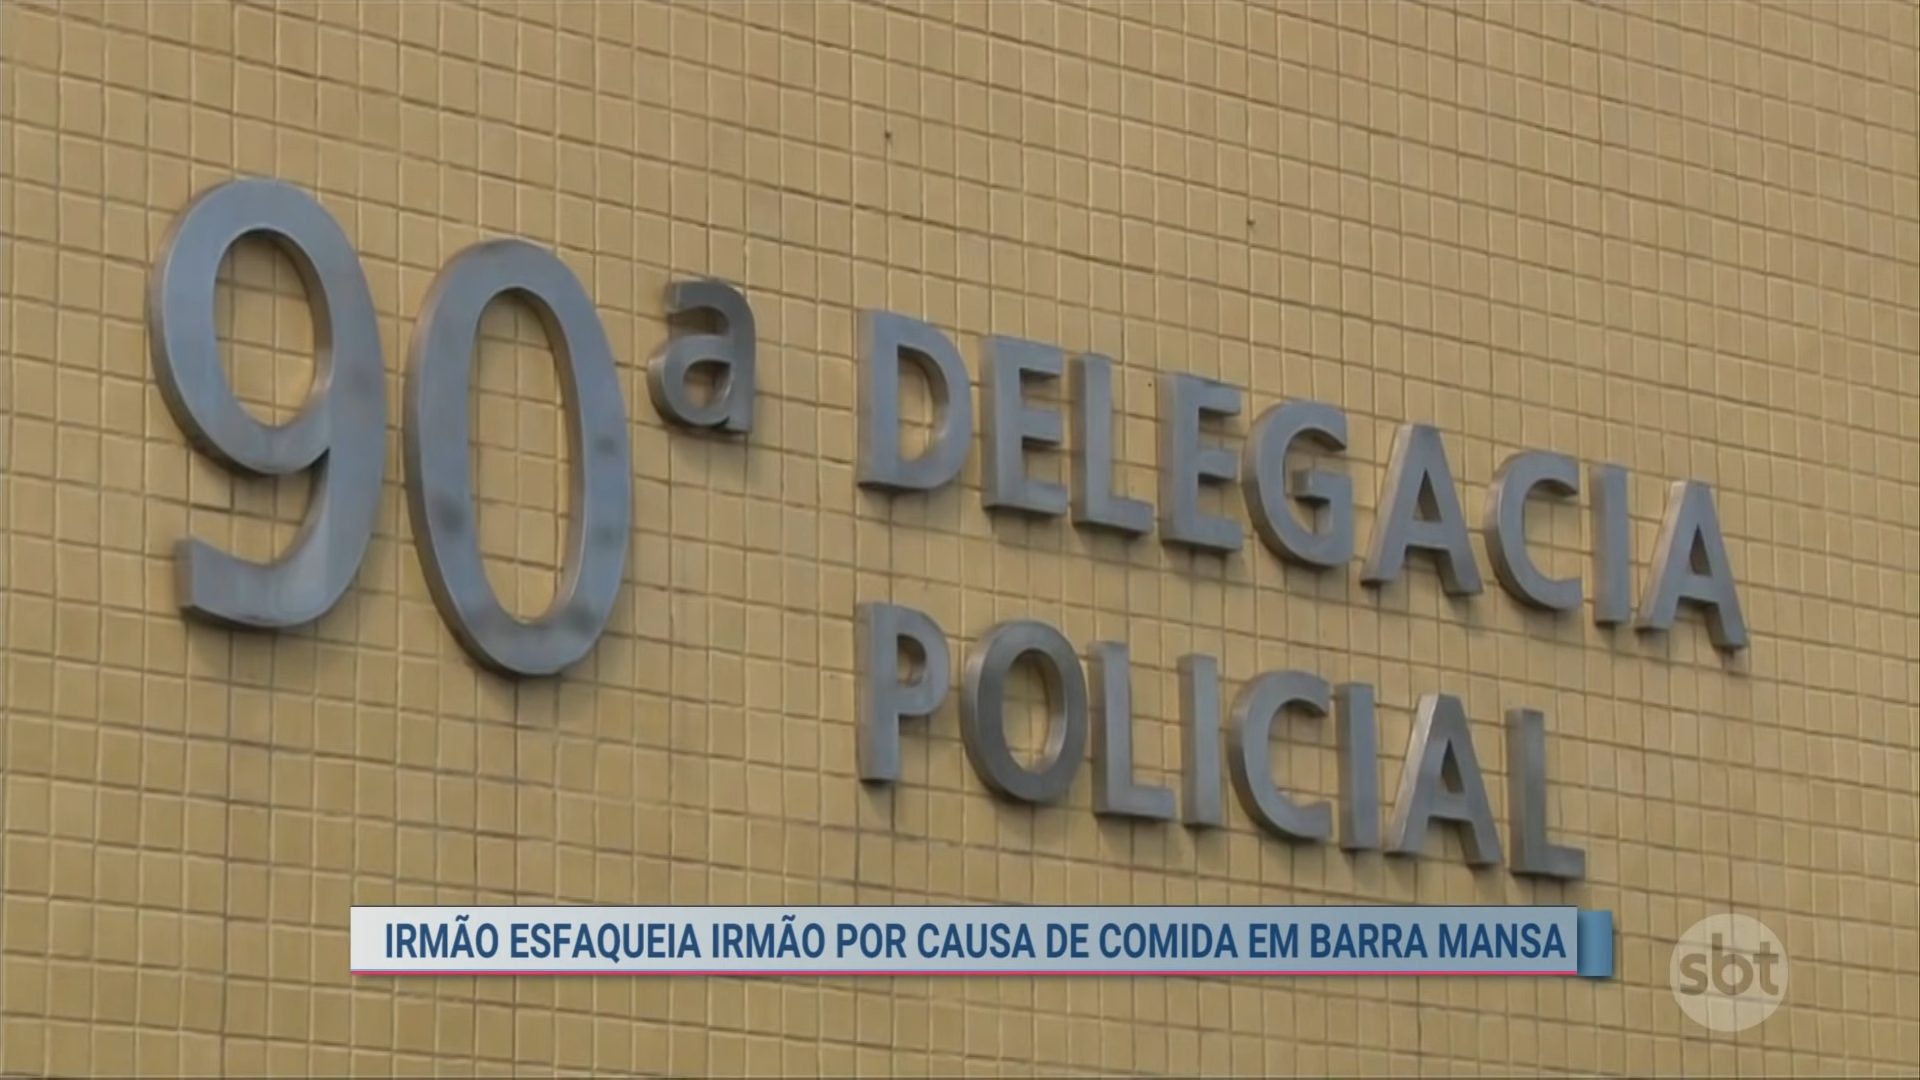 90ª DELEGACIA
POLICIAL
IRMÃO ESFAQUEIA IRMÃO POR CAUSA DE COMIDA EM BARRA MANSA
sbt